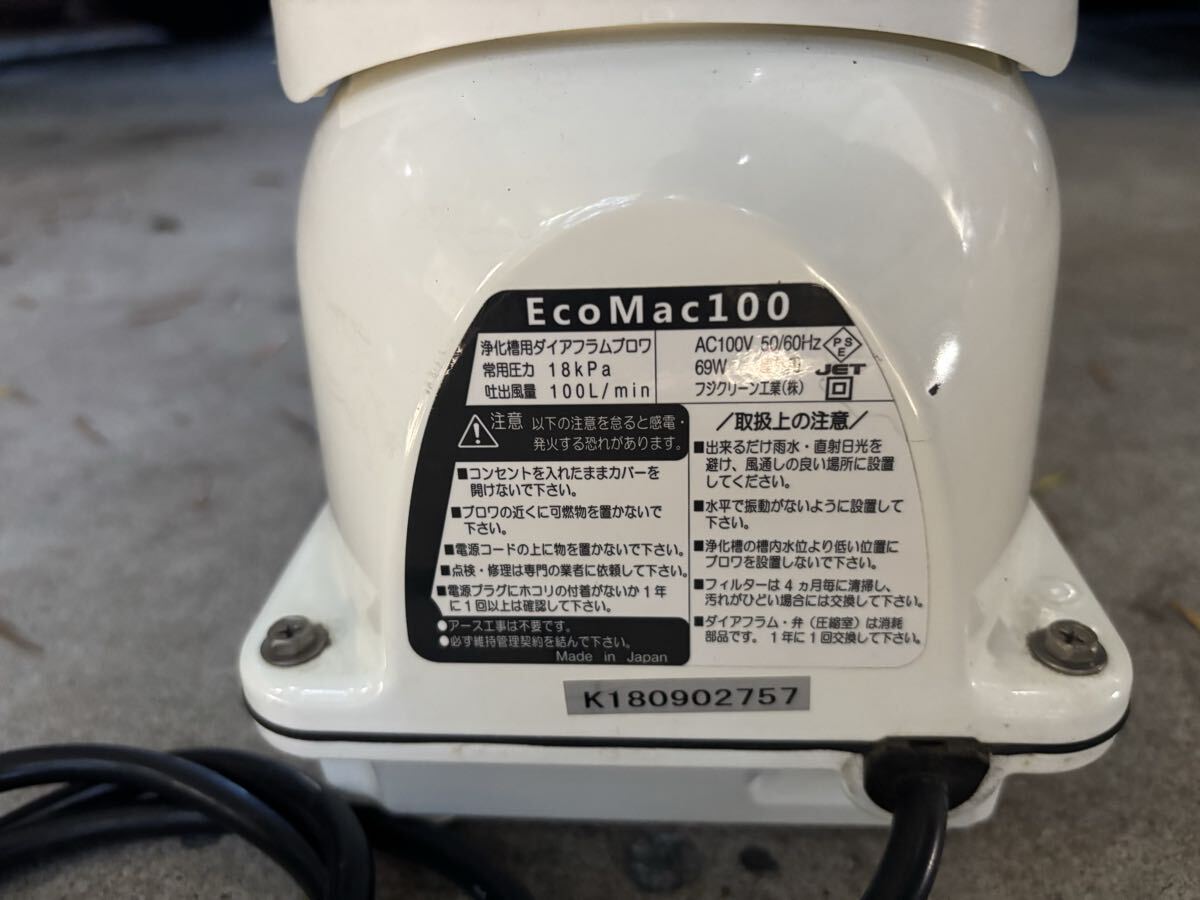 EcoMac100
浄化槽用ダイアフラムブロワ
常用圧力 18kPa
吐出風量 100L/min
AC100V 50/60Hz
69W
フジクリーン工業(株)
PSE
JET
注意 以下の注意を怠ると感電・
発火する恐れがあります。
■コンセントを入れたままカバーを
開けないで下さい。
■ブロワの近くに可燃物を置かないで
下さい。
■電源コードの上に物を置かないで下さい。
■点検・修理は専門の業者に依頼して下さい。
■電源プラグにホコリの付着がないか1年
に1回以上は確認して下さい。
●アース工事は不要です。
●必ず維持管理契約を結んで下さい。
Made in Japan
/取扱上の注意/
■出来るだけ雨水・直射日光を
避け、風通しの良い場所に設置
してください。
■水平で振動がないように設置して
下さい。
■浄化槽の槽内水位より低い位置に
ブロワを設置しないで下さい。
■フィルターは4ヵ月毎に清掃し、
汚れがひどい場合には交換して下さい。
■ダイアフラム・弁(圧縮室)は消耗
部品です。1年に1回交換して下さい。
K180902757